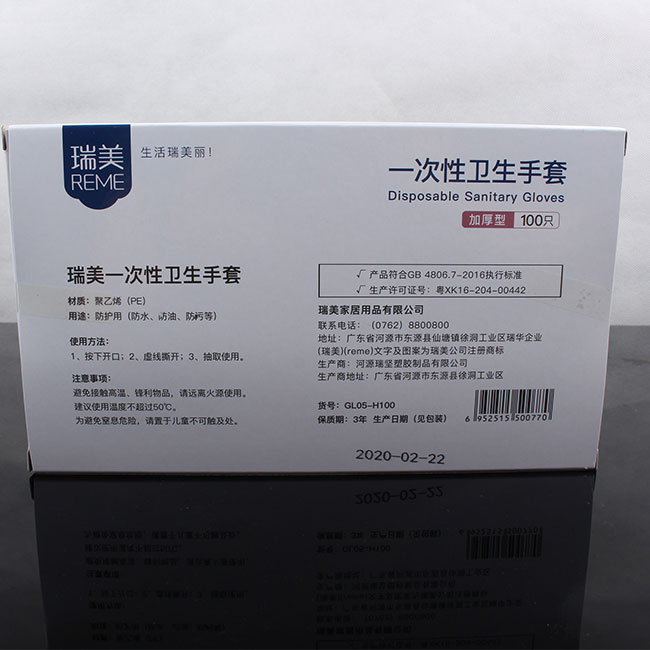 瑞美
REME
生活瑞美丽！
一次性卫生手套
Disposable Sanitary Gloves
加厚型 100只
瑞美一次性卫生手套
材质：聚乙烯（PE）
用途：防护用（防水、防油、防污等）
使用方法：
1、按下开口；2、虚线撕开；3、抽取使用。
注意事项：
避免接触高温、锋利物品，请远离火源使用。
建议使用温度不超过50℃。
为避免窒息危险，请置于儿童不可触及处。
√ 产品符合GB 4806.7-2016执行标准
√ 生产许可证号：粤XK16-204-00442
瑞美家居用品有限公司
联系电话：（0762）8800800
地址：广东省河源市东源县仙塘镇徐洞工业区瑞华企业
(瑞美)(reme)文字及图案为瑞美公司注册商标
生产商：河源瑞坚塑胶制品有限公司
生产商地址：广东省河源市东源县徐洞工业区
货号：GL05-H100
保质期：3年 生产日期（见包装）
6 952515 500770
2020-02-22